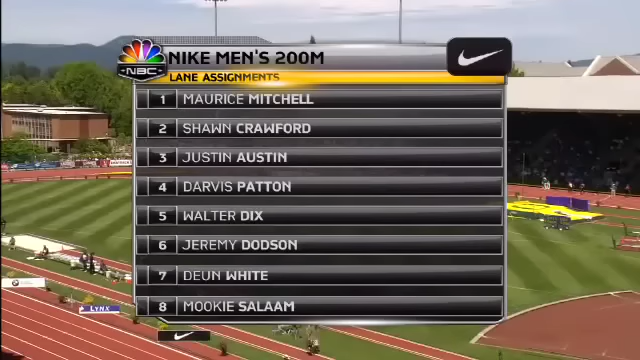 NIKE MEN'S 200M
NBC
LANE ASSIGNMENTS
1 MAURICE MITCHELL
2 SHAWN CRAWFORD
3 JUSTIN AUSTIN
4 DARVIS PATTON
5 WALTER DIX
6 JEREMY DODSON
7 DEUN WHITE
8 MOOKIE SALAAM
LYNX